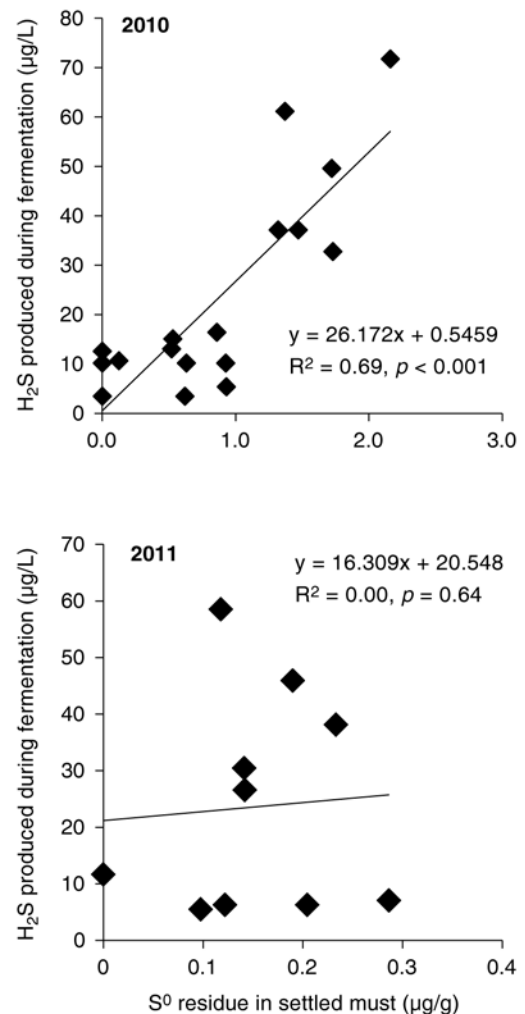 2010
H₂S produced during fermentation (µg/L)
80
70
60
50
40
30
20
10
0
0.0 1.0 2.0 3.0
y = 26.172x + 0.5459
R² = 0.69, p < 0.001
2011
H₂S produced during fermentation (µg/L)
70
60
50
40
30
20
10
0
0 0.1 0.2 0.3 0.4
y = 16.309x + 20.548
R² = 0.00, p = 0.64
S⁰ residue in settled must (µg/g)